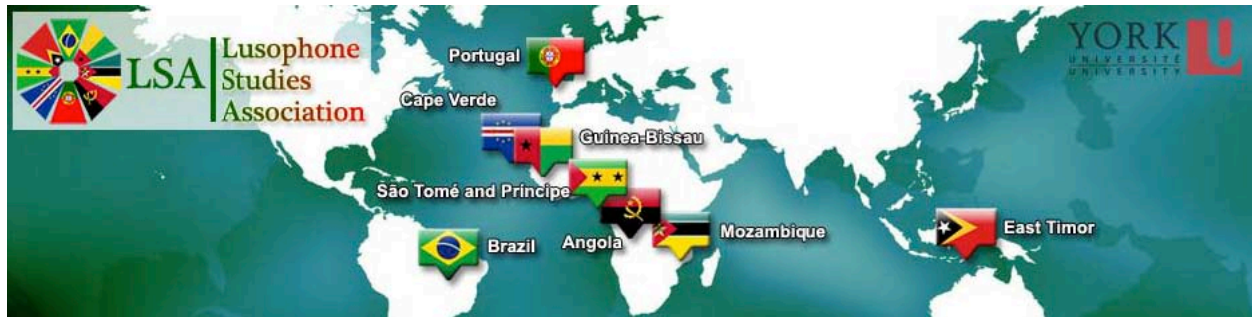 LSA
Lusophone
Studies
Association
Portugal
YORK
UNIVERSITÉ
UNIVERSITY
U
Cape Verde
Guinea-Bissau
São Tomé and Príncipe
Brazil
Angola
Mozambique
East Timor